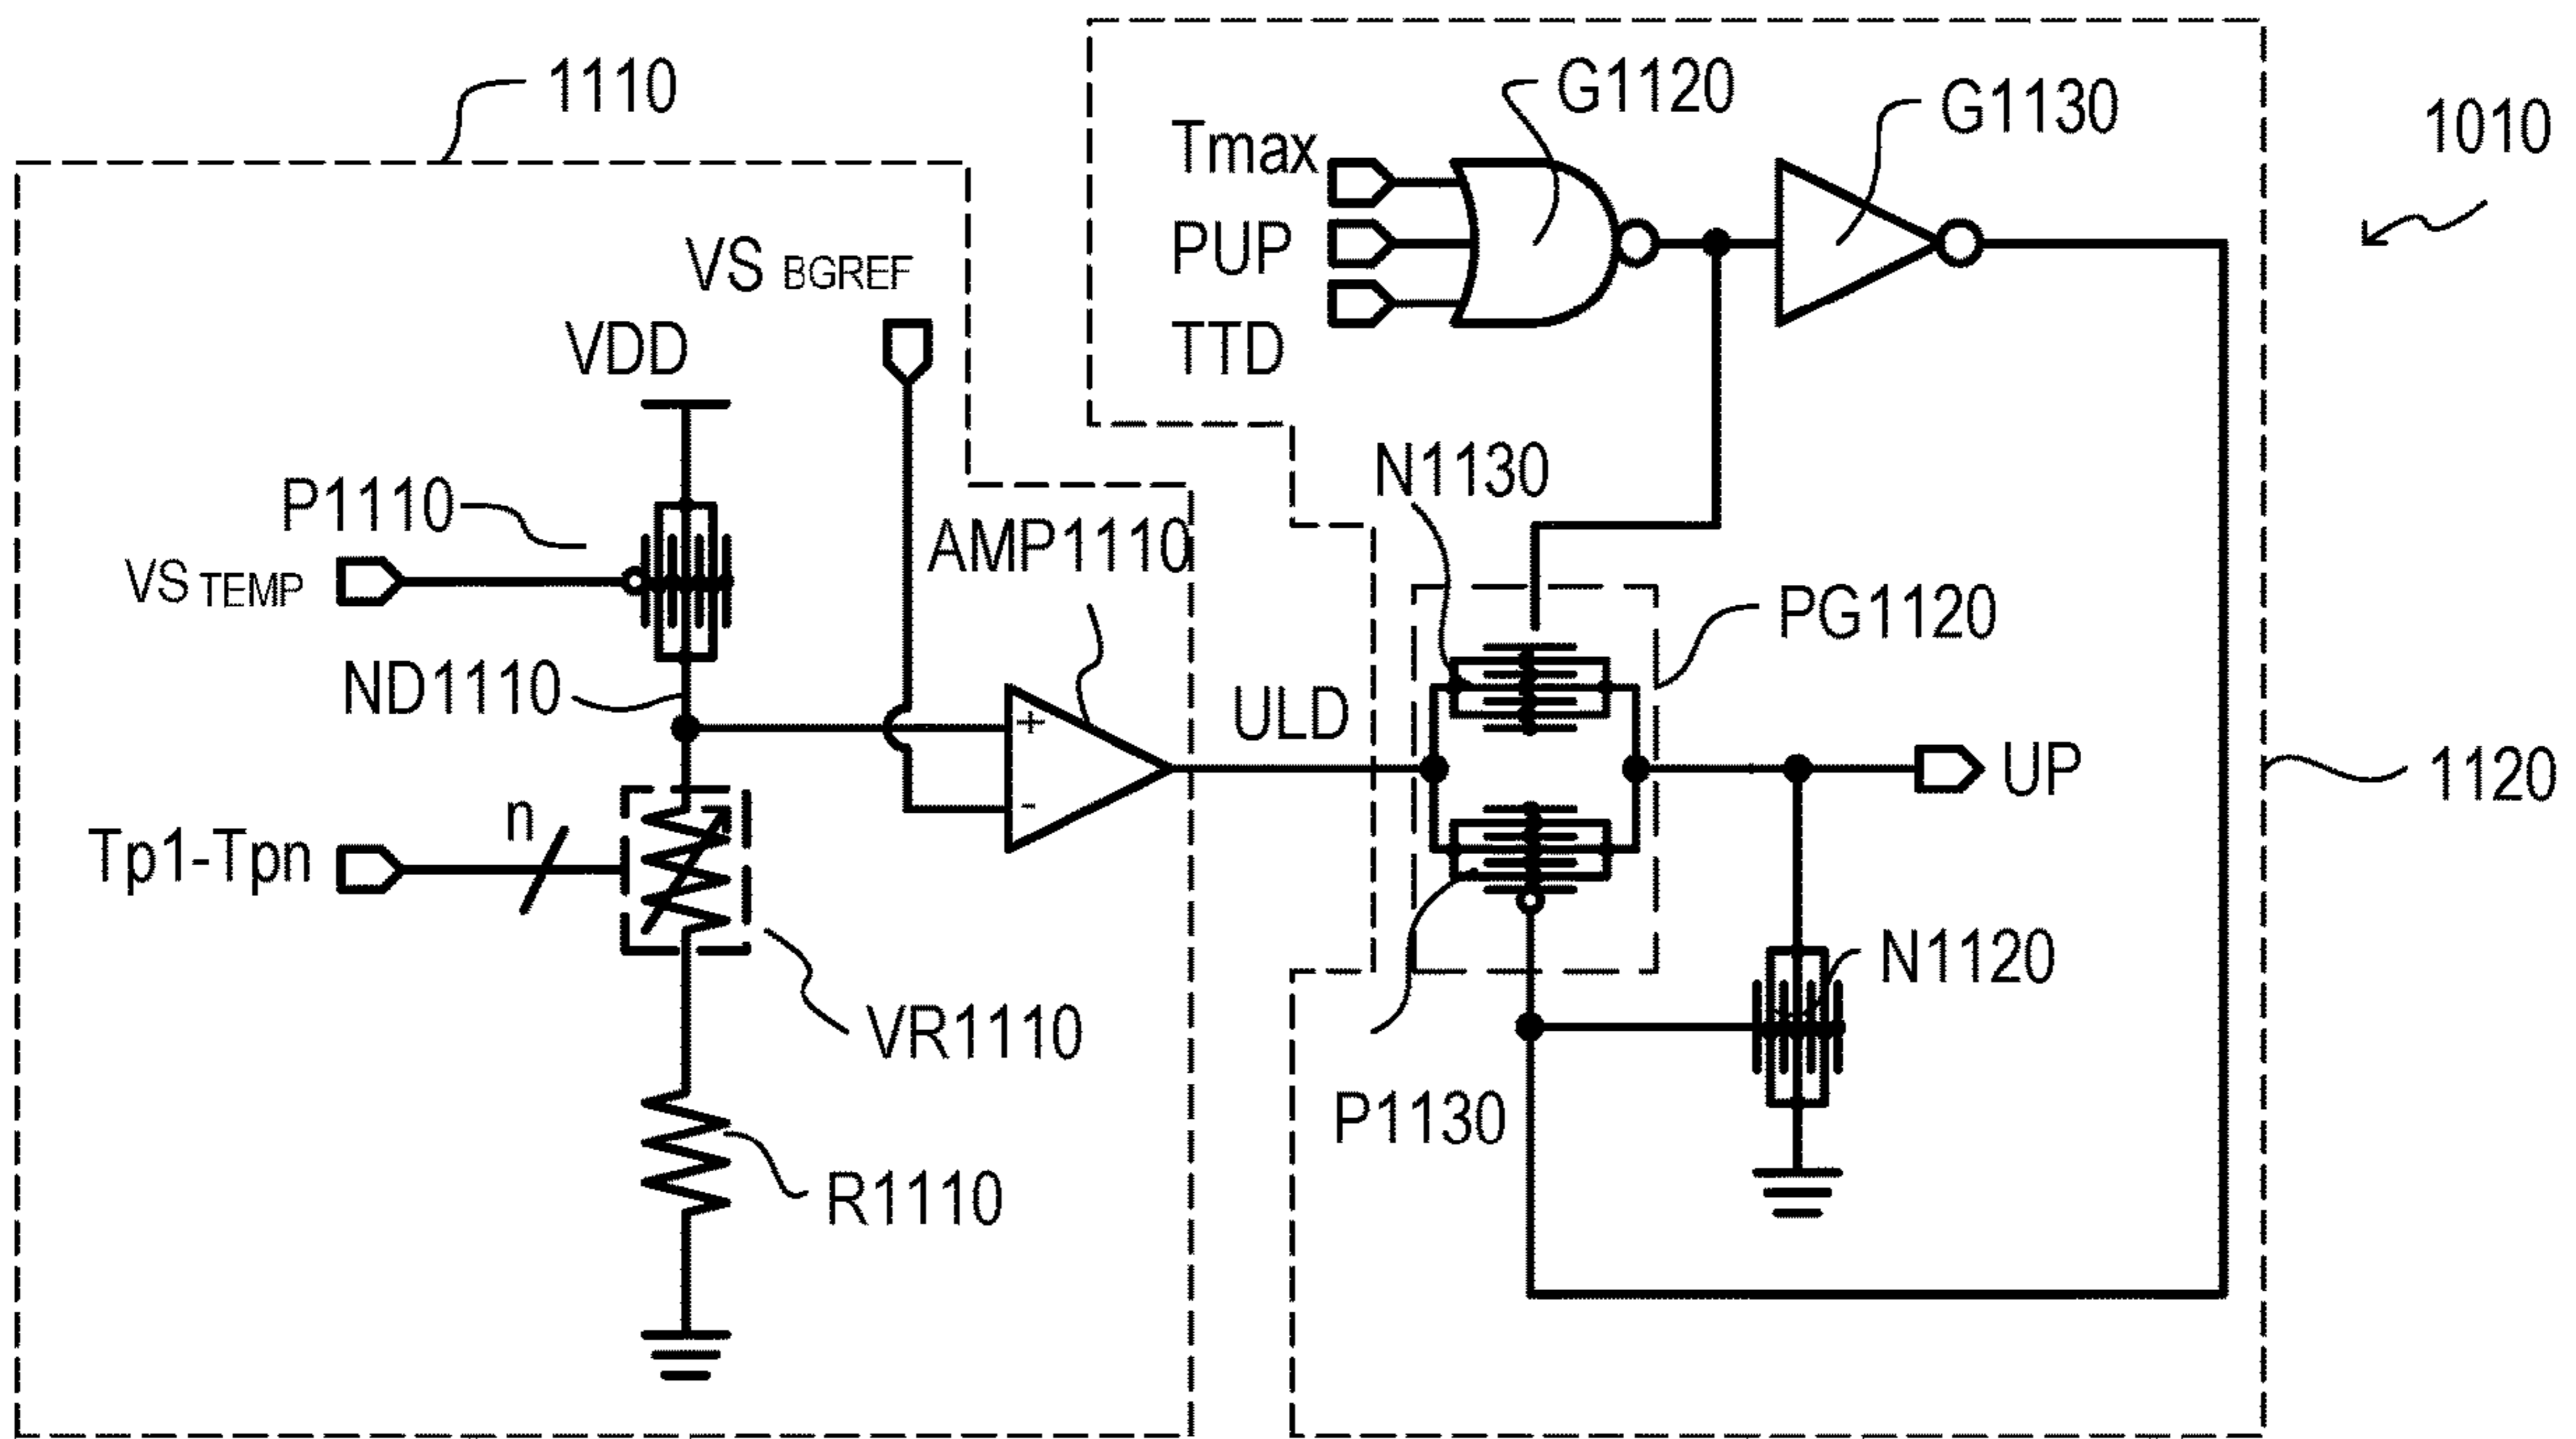 1110
G1120
G1130
1010
Tmax
PUP
TTD
VS BGREF
VDD
P1110
VS TEMP
ND1110
AMP1110
+
-
N1130
PG1120
ULD
UP
1120
n
Tp1-Tpn
VR1110
R1110
N1120
P1130